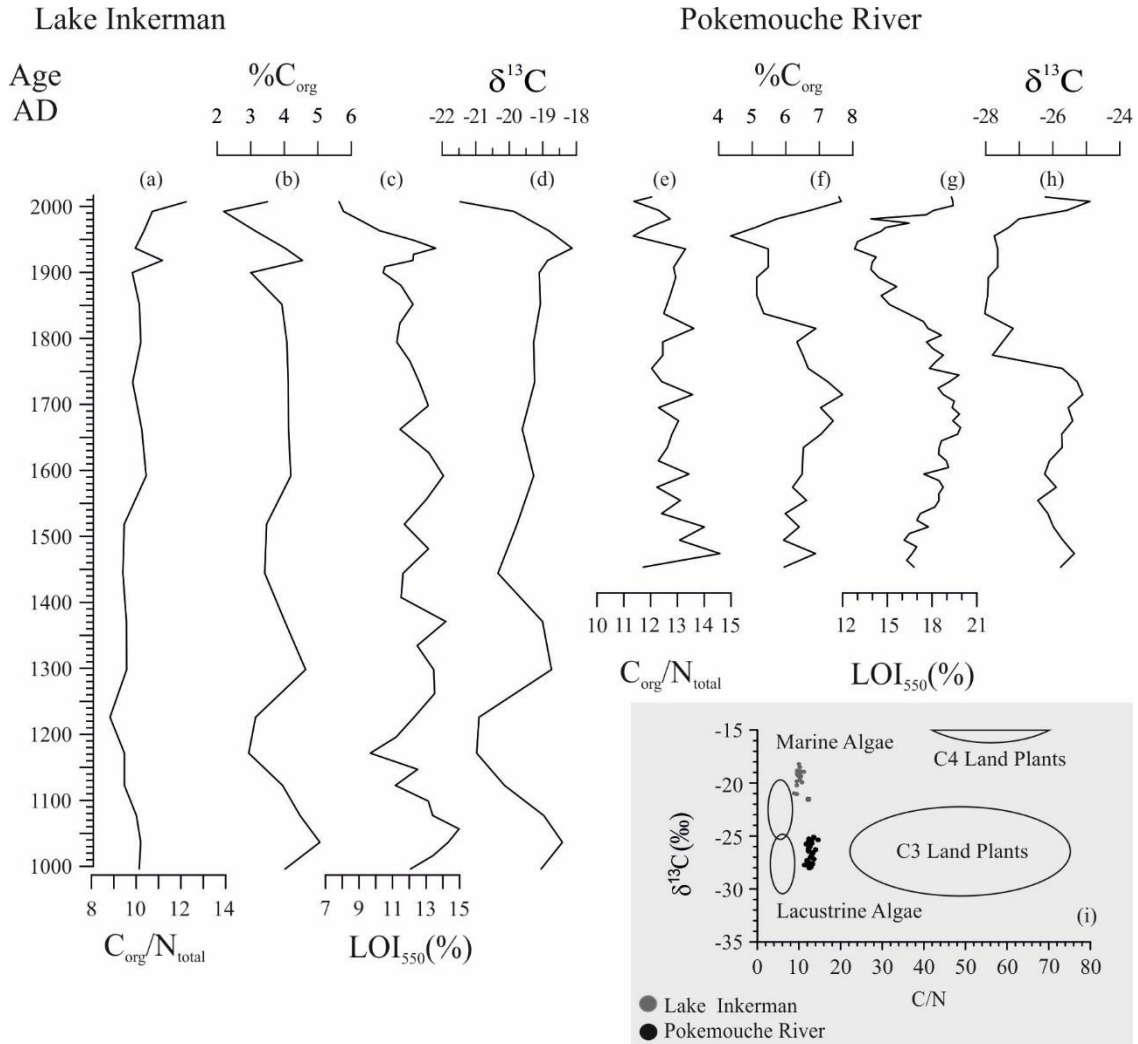 Lake Inkerman
Pokemouche River
Age
AD
%Corg
δ13C
%Corg
δ13C
2 3 4 5 6
-22 -21 -20 -19 -18
4 5 6 7 8
-28 -26 -24
(a) (b) (c) (d) (e) (f) (g) (h)
2000
1900
1800
1700
1600
1500
1400
1300
1200
1100
1000
10 11 12 13 14 15
12 15 18 21
Corg/Ntotal
LOI550(%)
8 10 12 14
7 9 11 13 15
Corg/Ntotal
LOI550(%)
-15
-20
-25
-30
-35
δ13C(‰)
Marine Algae
C4 Land Plants
C3 Land Plants
Lacustrine Algae
(i)
0 10 20 30 40 50 60 70 80
C/N
Lake Inkerman
Pokemouche River